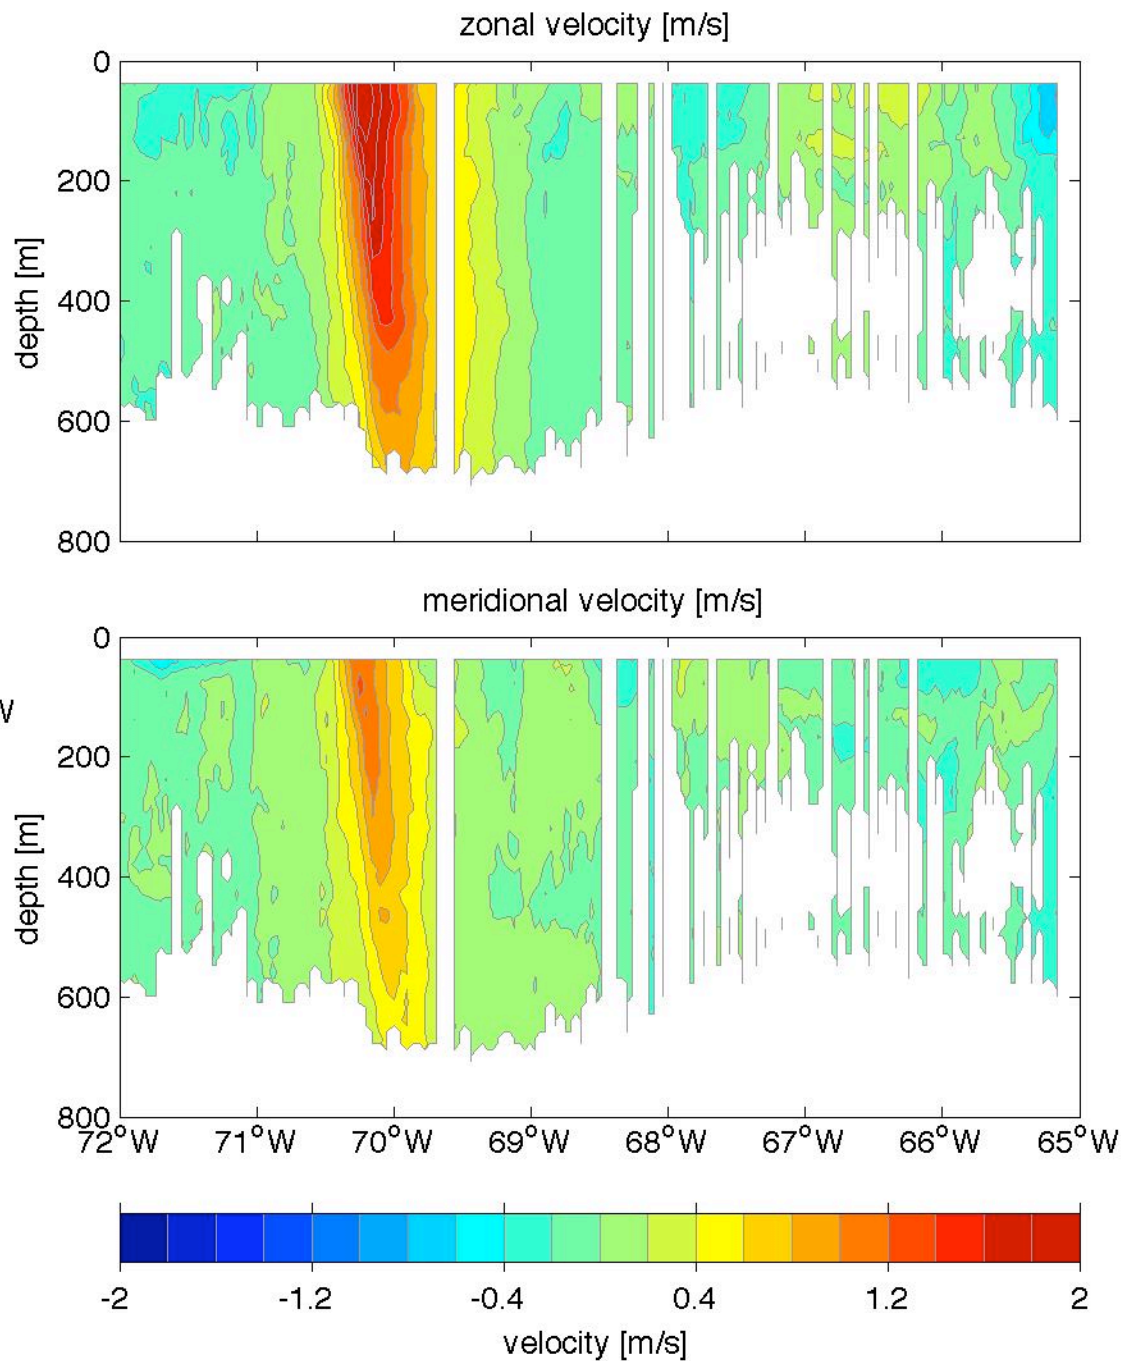 zonal velocity [m/s]
0
200
400
600
800
depth [m]
meridional velocity [m/s]
0
W
200
400
600
800
depth [m]
72°W 71°W 70°W 69°W 68°W 67°W 66°W 65°W
-2 -1.2 -0.4 0.4 1.2 2
velocity [m/s]